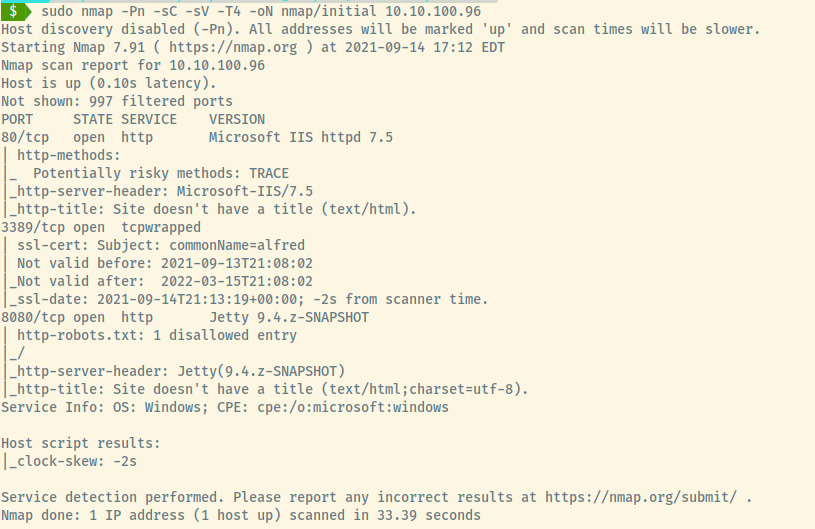 $ sudo nmap -Pn -sC -sV -T4 -oN nmap/initial 10.10.100.96
Host discovery disabled (-Pn). All addresses will be marked 'up' and scan times will be slower.
Starting Nmap 7.91 ( https://nmap.org ) at 2021-09-14 17:12 EDT
Nmap scan report for 10.10.100.96
Host is up (0.10s latency).
Not shown: 997 filtered ports
PORT     STATE SERVICE    VERSION
80/tcp   open  http       Microsoft IIS httpd 7.5
| http-methods:
|_  Potentially risky methods: TRACE
|_http-server-header: Microsoft-IIS/7.5
|_http-title: Site doesn't have a title (text/html).
3389/tcp open  tcpwrapped
| ssl-cert: Subject: commonName=alfred
| Not valid before: 2021-09-13T21:08:02
|_Not valid after:  2022-03-15T21:08:02
|_ssl-date: 2021-09-14T21:13:19+00:00; -2s from scanner time.
8080/tcp open  http       Jetty 9.4.z-SNAPSHOT
| http-robots.txt: 1 disallowed entry
|_/
|_http-server-header: Jetty(9.4.z-SNAPSHOT)
|_http-title: Site doesn't have a title (text/html;charset=utf-8).
Service Info: OS: Windows; CPE: cpe:/o:microsoft:windows

Host script results:
|_clock-skew: -2s

Service detection performed. Please report any incorrect results at https://nmap.org/submit/ .
Nmap done: 1 IP address (1 host up) scanned in 33.39 seconds